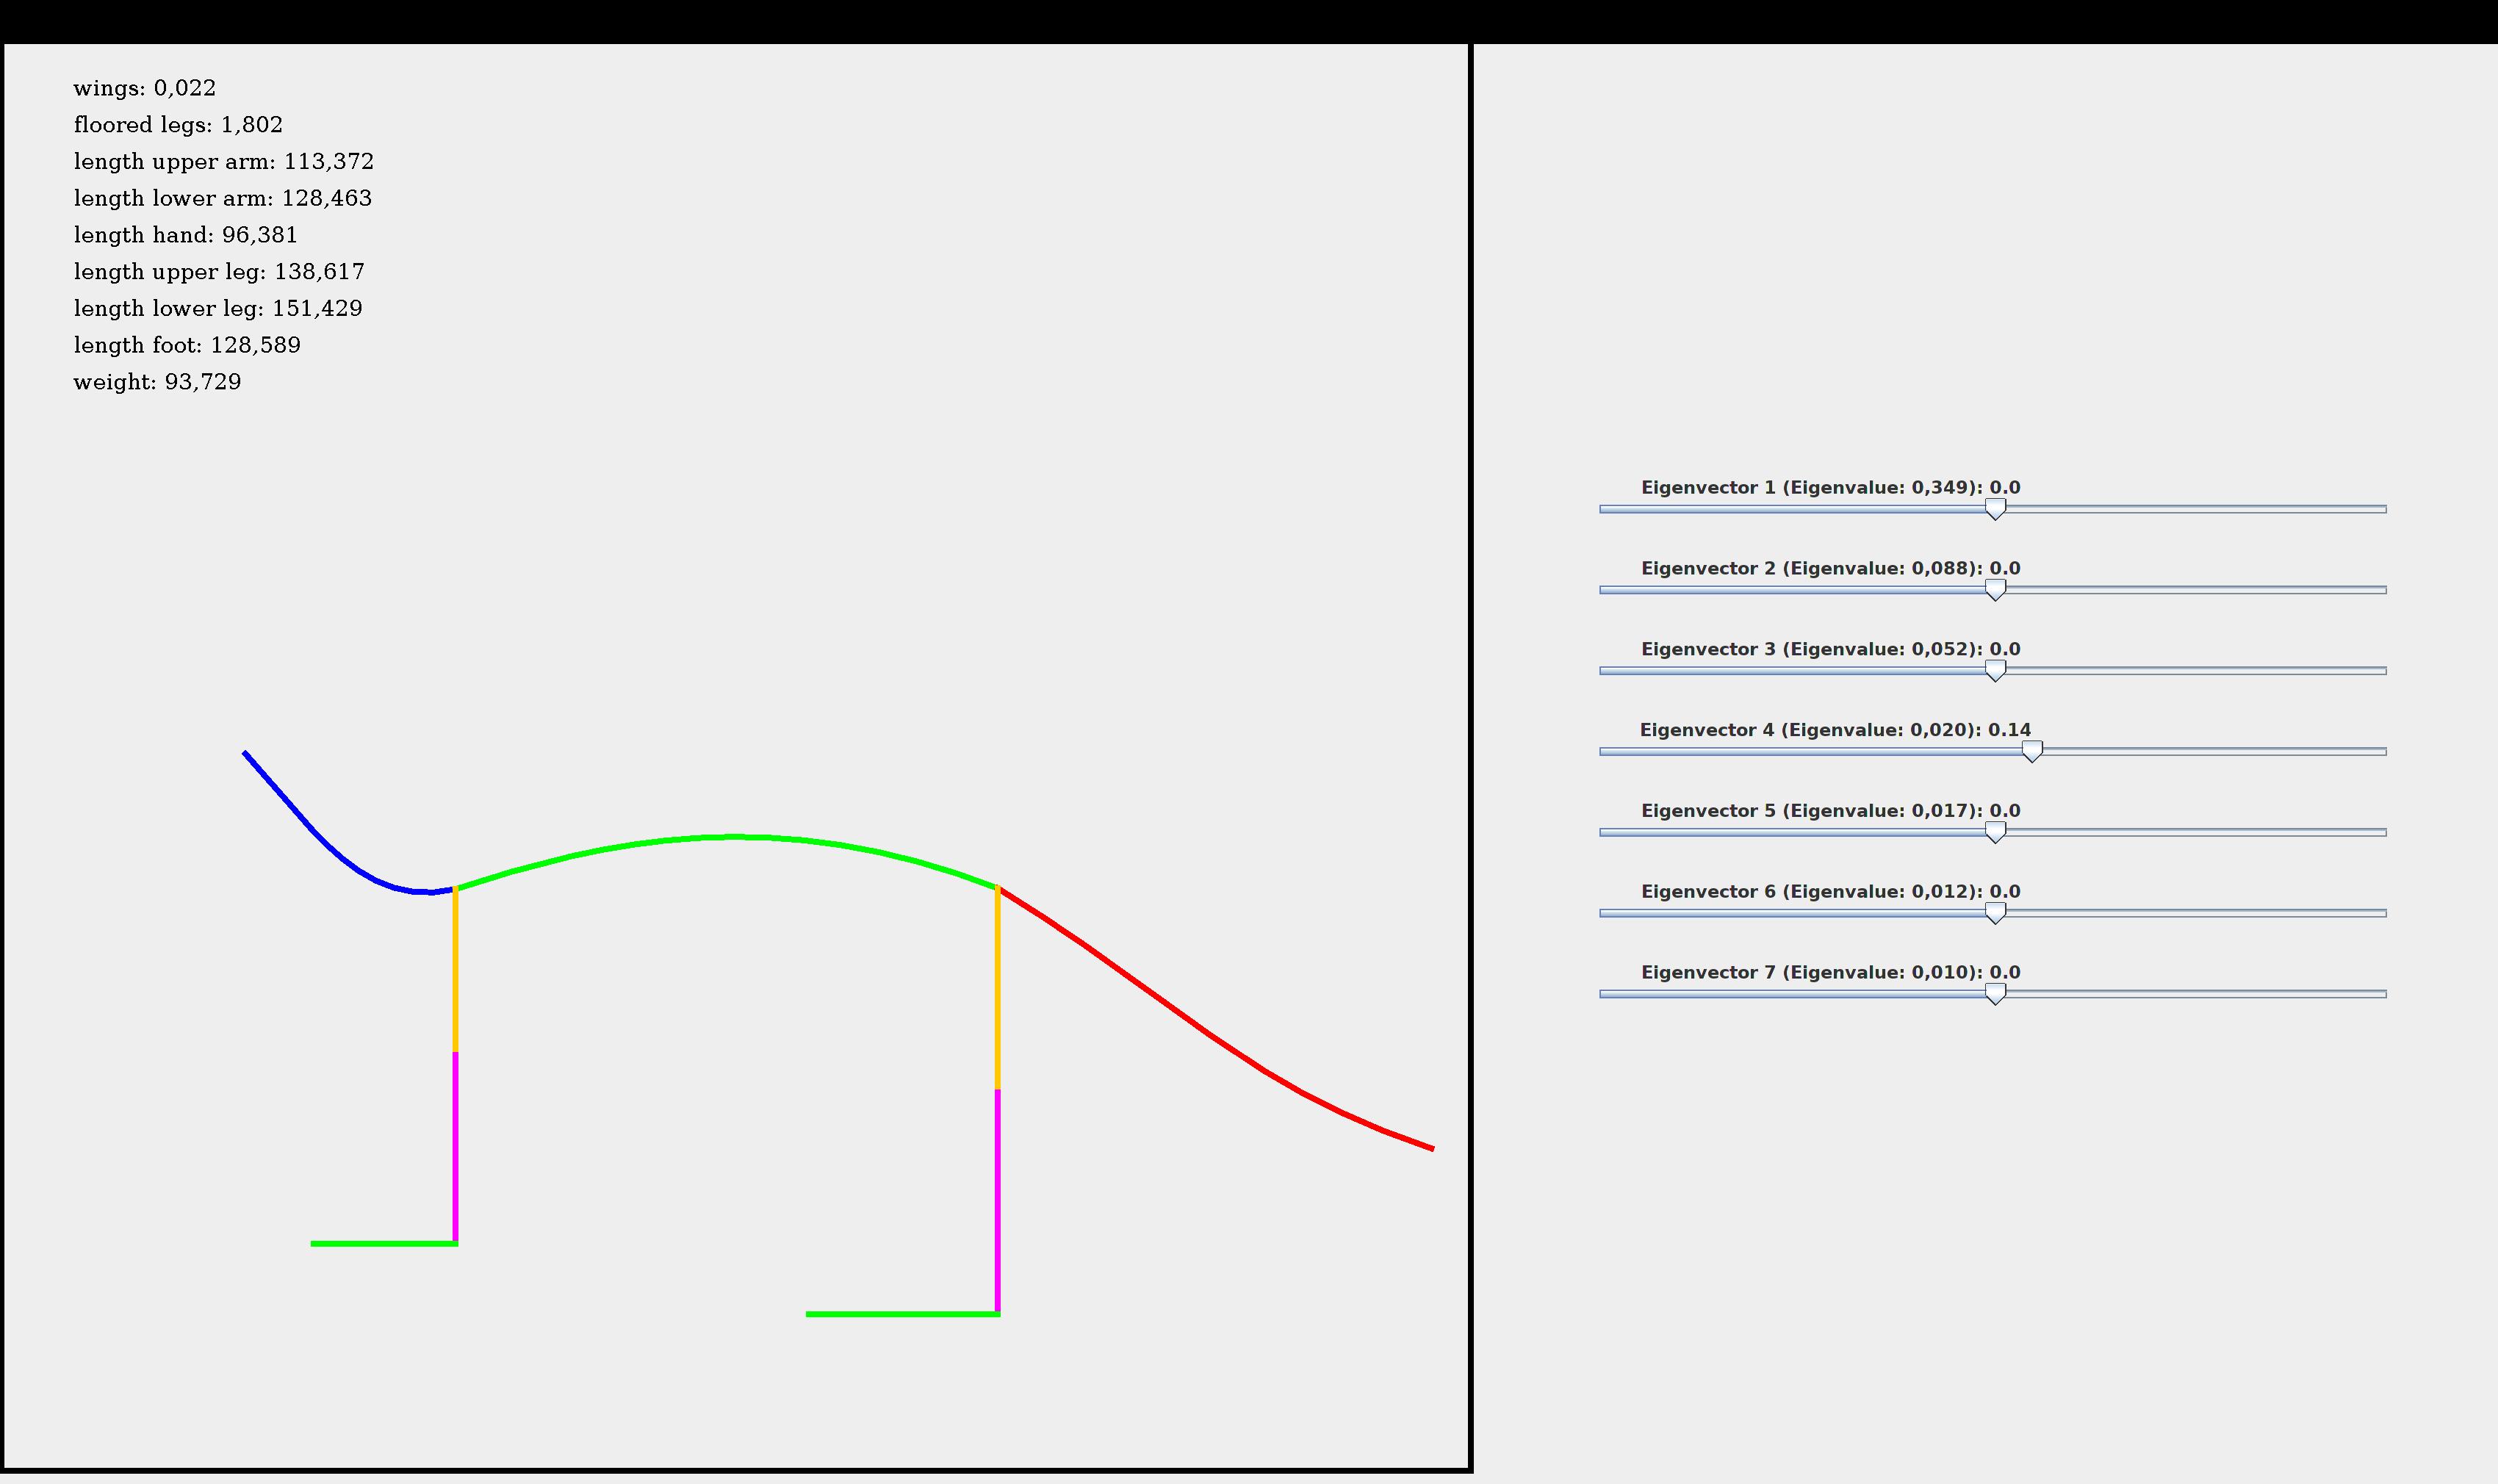 wings: 0,022
floored legs: 1,802
length upper arm: 113,372
length lower arm: 128,463
length hand: 96,381
length upper leg: 138,617
length lower leg: 151,429
length foot: 128,589
weight: 93,729
Eigenvector 1 (Eigenvalue: 0,349): 0.0
Eigenvector 2 (Eigenvalue: 0,088): 0.0
Eigenvector 3 (Eigenvalue: 0,052): 0.0
Eigenvector 4 (Eigenvalue: 0,020): 0.14
Eigenvector 5 (Eigenvalue: 0,017): 0.0
Eigenvector 6 (Eigenvalue: 0,012): 0.0
Eigenvector 7 (Eigenvalue: 0,010): 0.0